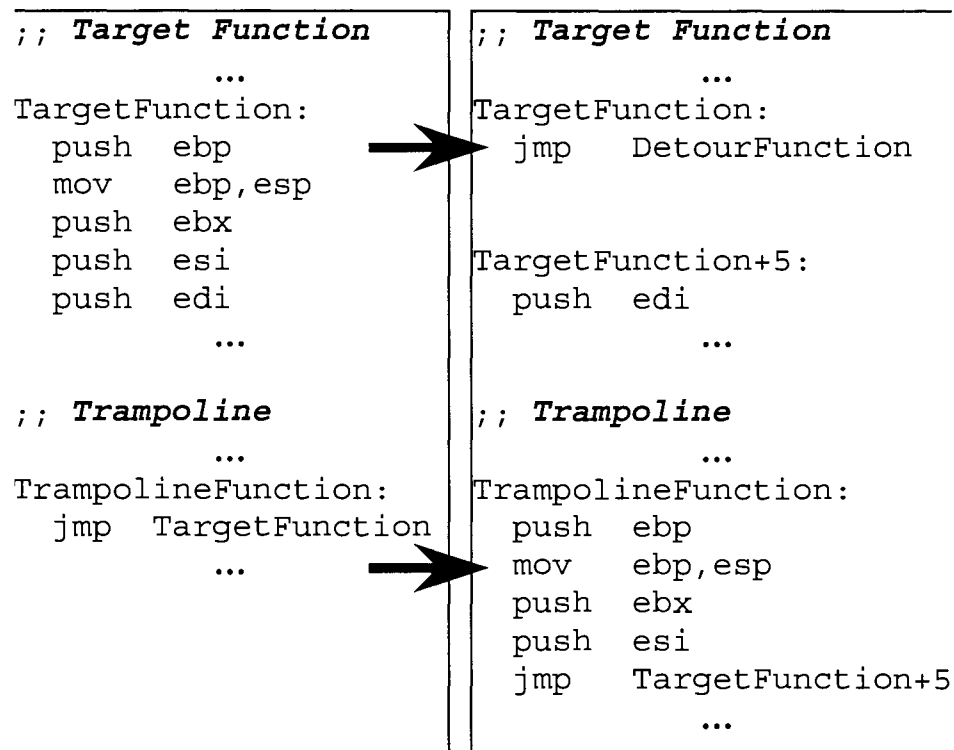 ;; Target Function
...
TargetFunction:
push ebp
mov ebp,esp
push ebx
push esi
push edi
...
;; Trampoline
...
TrampolineFunction:
jmp TargetFunction
...
;; Target Function
...
TargetFunction:
jmp DetourFunction
TargetFunction+5:
push edi
...
;; Trampoline
...
TrampolineFunction:
push ebp
mov ebp,esp
push ebx
push esi
jmp TargetFunction+5
...